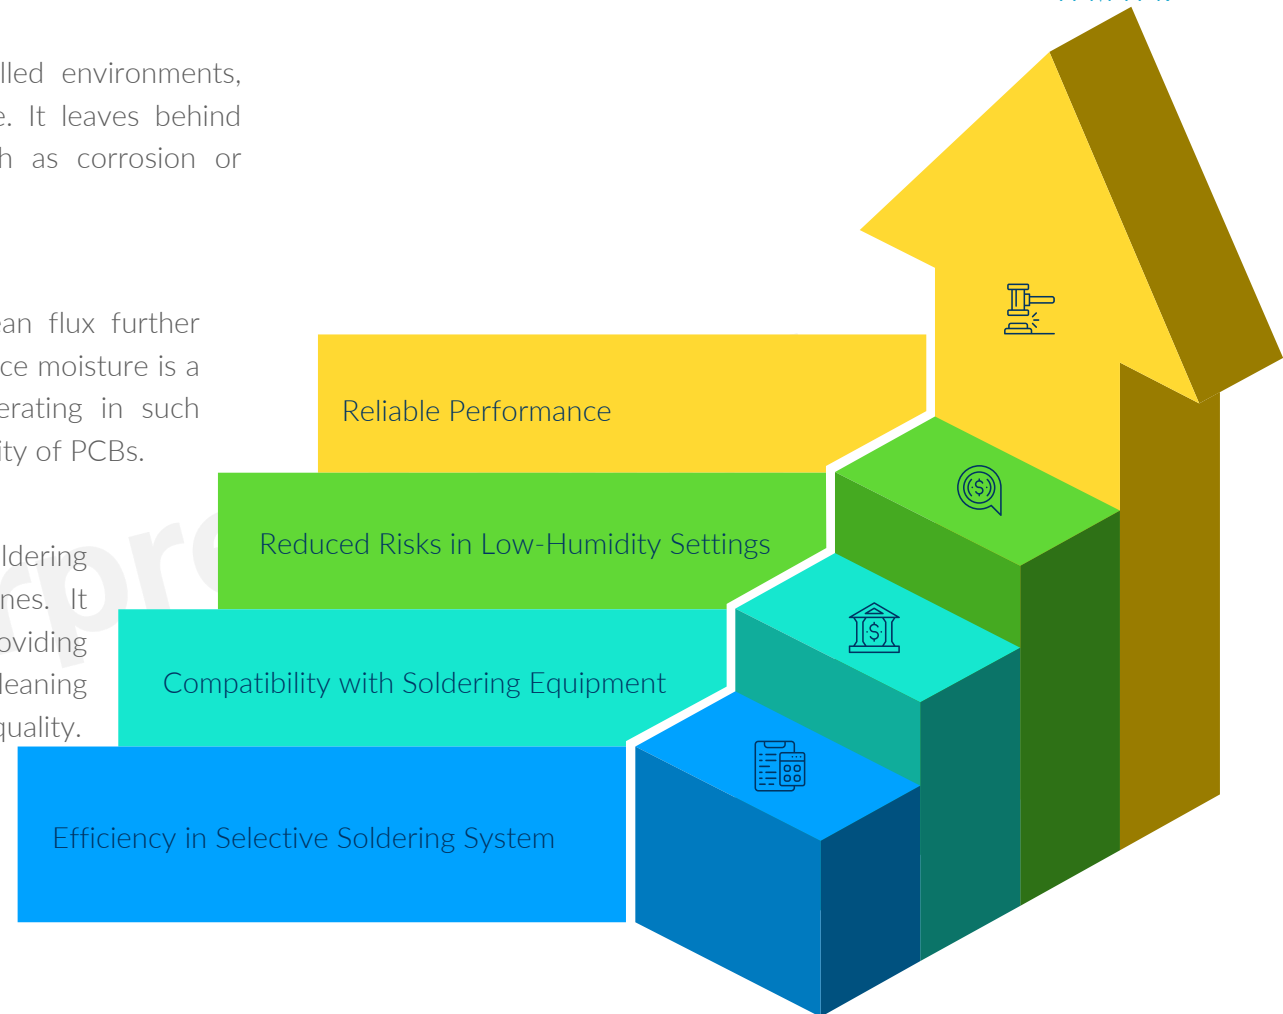 lled environments,
e. It leaves behind
h as corrosion or
ean flux further
ce moisture is a
erating in such
ity of PCBs.
Reliable Performance
Reduced Risks in Low-Humidity Settings
ldering
nes. It
oviding
leaning
quality.
Compatibility with Soldering Equipment
Efficiency in Selective Soldering System